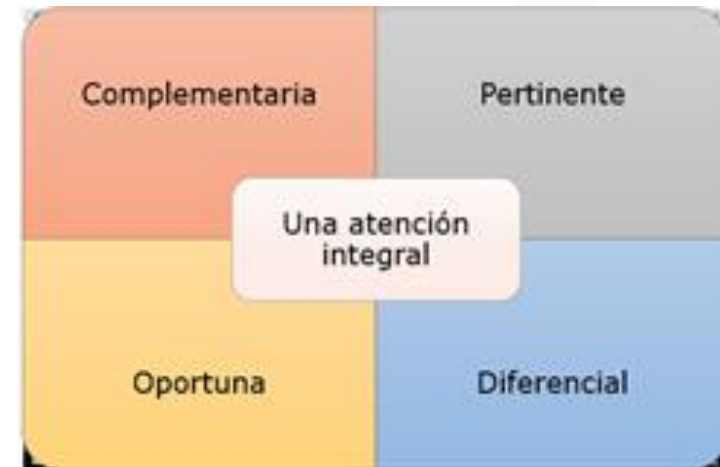 Complementaria
Pertinente
Una atención
integral
Oportuna
Diferencial